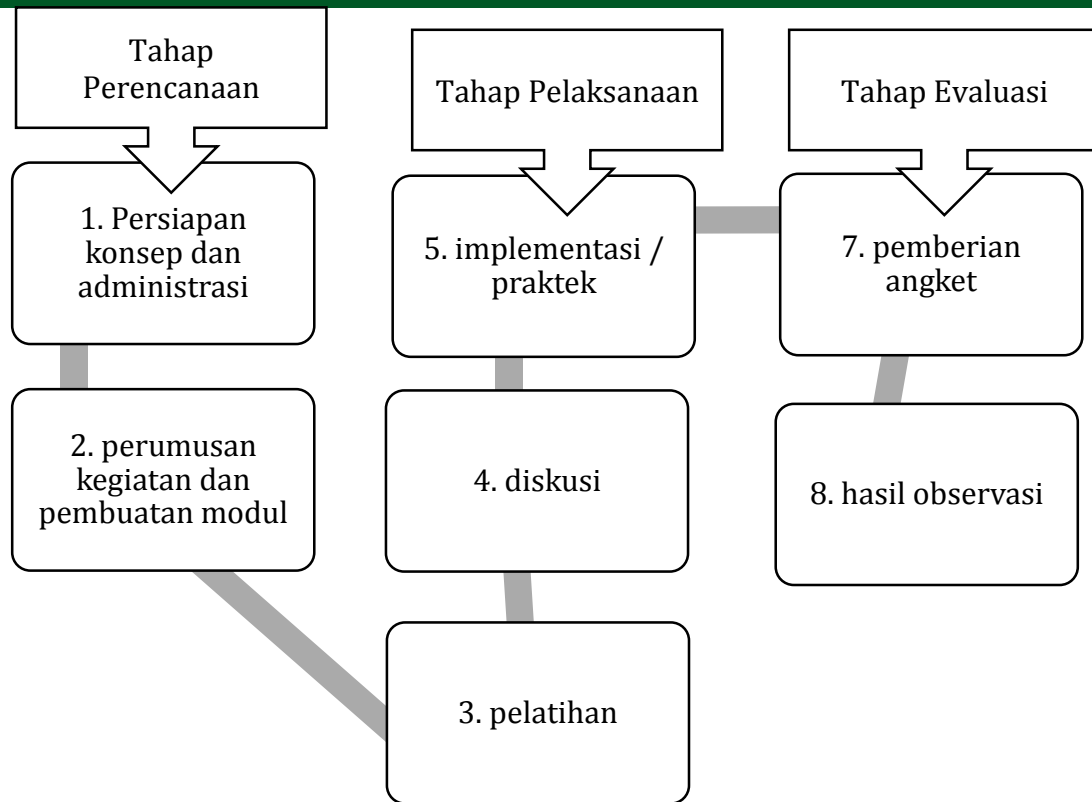 Tahap
Perencanaan
Tahap Pelaksanaan
Tahap Evaluasi
1. Persiapan
konsep dan
administrasi
2. perumusan
kegiatan dan
pembuatan modul
5. implementasi /
praktek
4. diskusi
3. pelatihan
7. pemberian
angket
8. hasil observasi